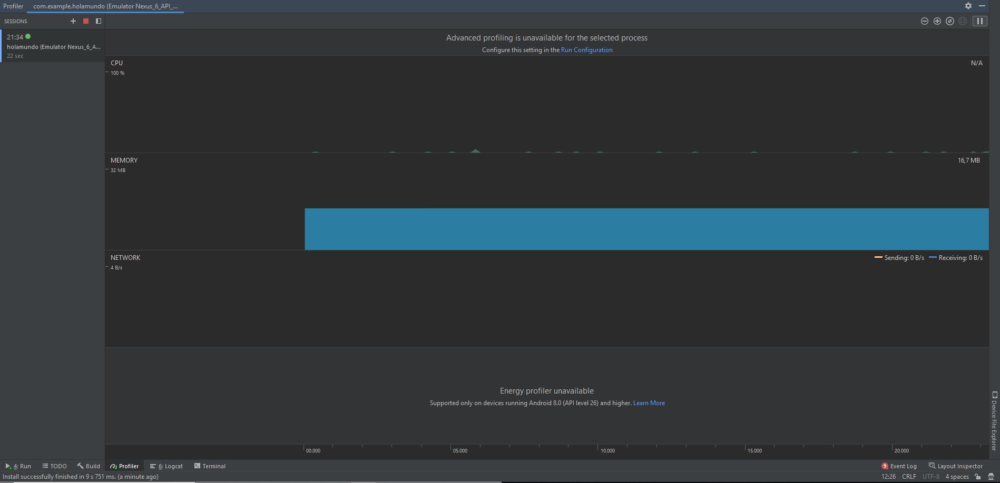 Profiler com.example.holamundo (Emulator Nexus_6_API_...
SESSIONS
21:34
holamundo (Emulator Nexus_6_A...
22 sec
Advanced profiling is unavailable for the selected process
Configure this setting in the Run Configuration
CPU N/A
100 %
MEMORY 16,7 MB
32 MB
NETWORK Sending: 0 B/s Receiving: 0 B/s
4 B/s
Energy profiler unavailable
Supported only on devices running Android 8.0 (API level 26) and higher. Learn More
Device File Explorer
00.000 05.000 10.000 15.000 20.000
4: Run TODO Build Profiler 6: Logcat Terminal 9 Event Log Layout Inspector
Install successfully finished in 9 s 751 ms. (a minute ago) 12:26 CRLF UTF-8 4 spaces